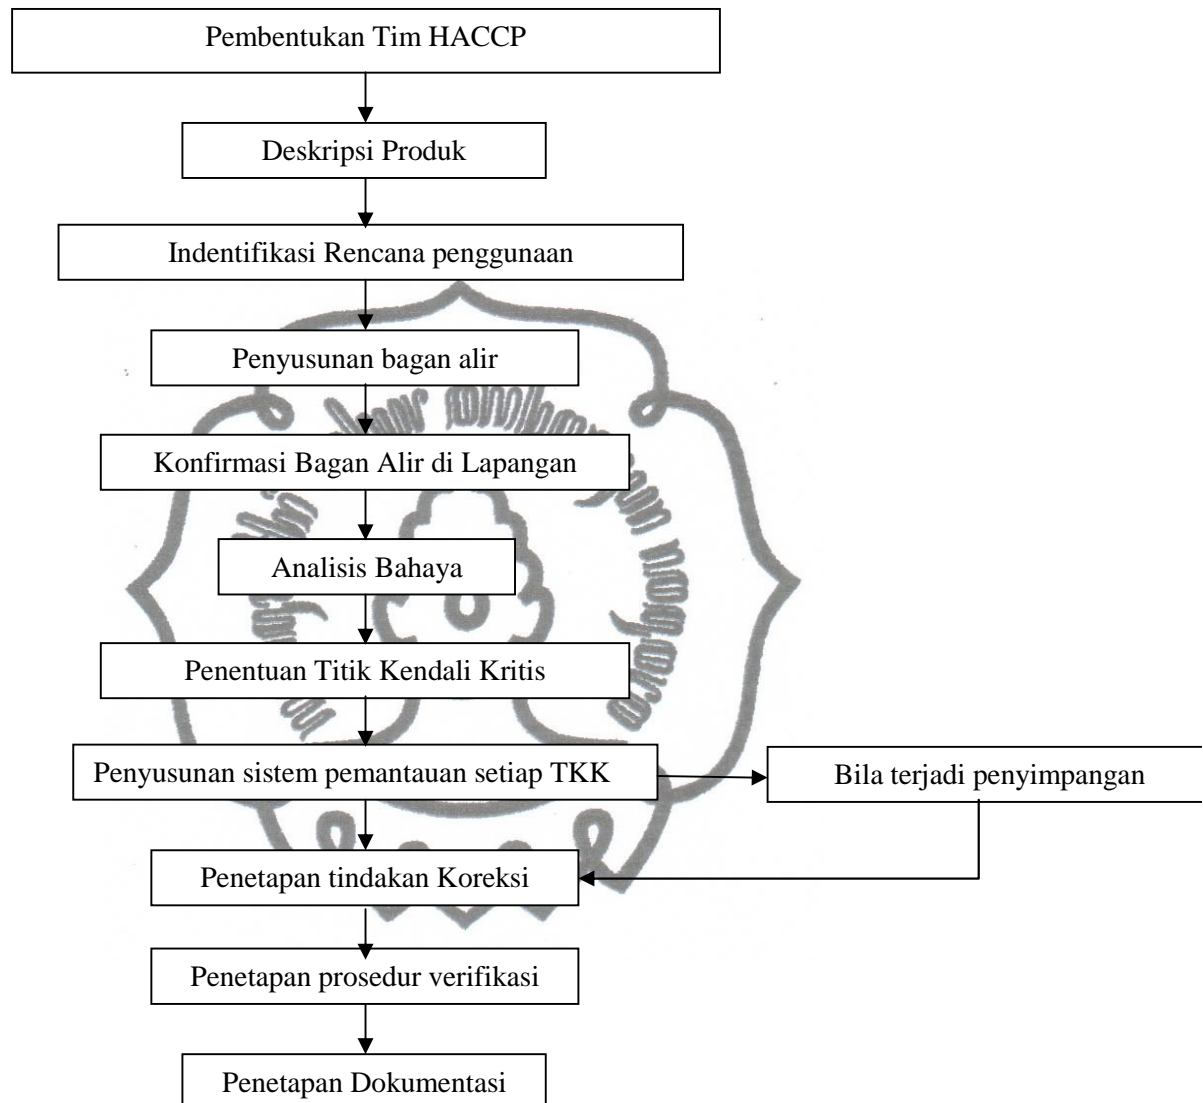 Pembentukan Tim HACCP
Deskripsi Produk
Indentifikasi Rencana penggunaan
Penyusunan bagan alir
Konfirmasi Bagan Alir di Lapangan
Analisis Bahaya
Penentuan Titik Kendali Kritis
Penyusunan sistem pemantauan setiap TKK
Bila terjadi penyimpangan
Penetapan tindakan Koreksi
Penetapan prosedur verifikasi
Penetapan Dokumentasi